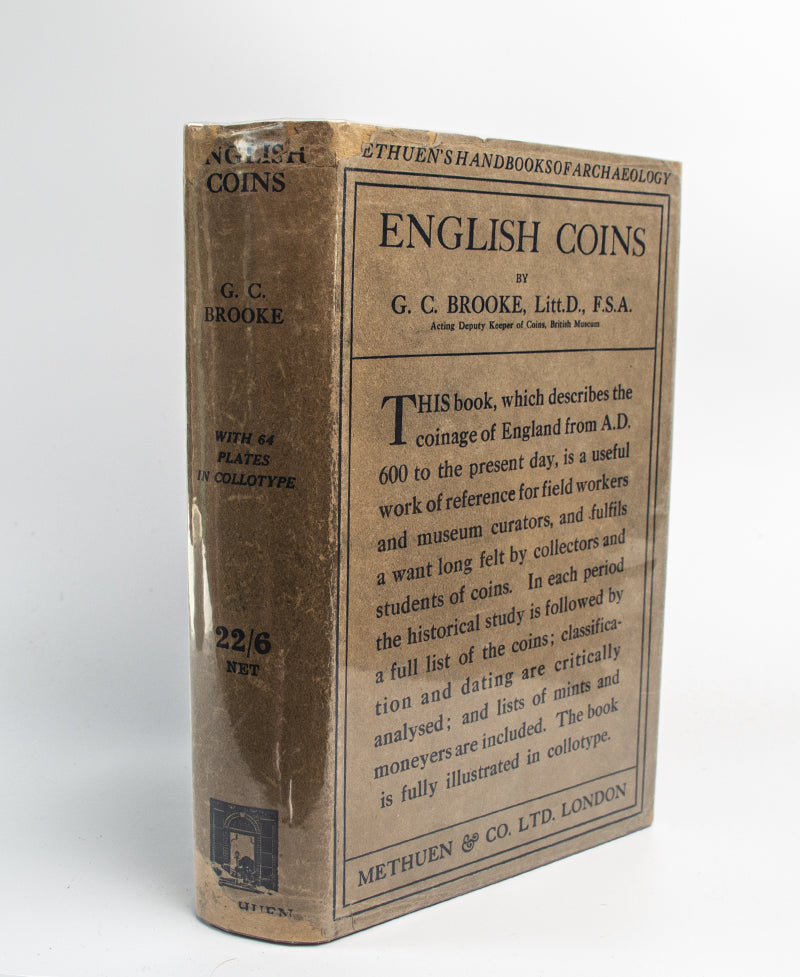 NGLISH
COINS
G. C.
BROOKE
WITH 64
PLATES
IN COLLOTYPE
22/6
NET
HUEN
ETHUEN'S HANDBOOKS OF ARCHAEOLOGY
ENGLISH COINS
BY
G. C. BROOKE, Litt.D., F.S.A.
Acting Deputy Keeper of Coins, British Museum
THIS book, which describes the
coinage of England from A.D.
600 to the present day, is a useful
work of reference for field workers
and museum curators, and fulfils
a want long felt by collectors and
students of coins. In each period
the historical study is followed by
a full list of the coins; classifica-
tion and dating are critically
analysed; and lists of mints and
moneyers are included. The book
is fully illustrated in collotype.
METHUEN & CO. LTD. LONDON